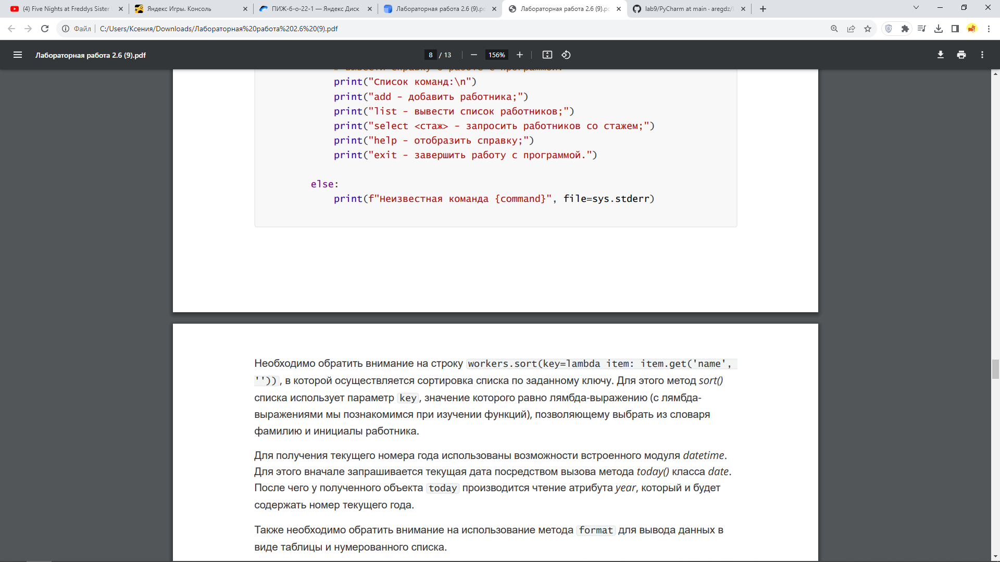 (4) Five Nights at Freddys Sister
Яндекс Игры. Консоль
ПИЖ-б-о-22-1 — Яндекс Диск
Лабораторная работа 2.6 (9).pd
Лабораторная работа 2.6 (9).pd
lab9/PyCharm at main · aregdz/
Файл
C:/Users/Ксения/Downloads/Лабораторная%20работа%202.6%20(9).pdf
Лабораторная работа 2.6 (9).pdf
8 / 13
156%
# Вывести справку о работе с программой.
print("Список команд:\n")
print("add - добавить работника;")
print("list - вывести список работников;")
print("select <стаж> - запросить работников со стажем;")
print("help - отобразить справку;")
print("exit - завершить работу с программой.")
else:
print(f"Неизвестная команда {command}", file=sys.stderr)
Необходимо обратить внимание на строку workers.sort(key=lambda item: item.get('name',
'')) , в которой осуществляется сортировка списка по заданному ключу. Для этого метод sort()
списка использует параметр key , значение которого равно лямбда-выражению (с лямбда-
выражениями мы познакомимся при изучении функций), позволяющему выбрать из словаря
фамилию и инициалы работника.
Для получения текущего номера года использованы возможности встроенного модуля datetime.
Для этого вначале запрашивается текущая дата посредством вызова метода today() класса date.
После чего у полученного объекта today производится чтение атрибута year, который и будет
содержать номер текущего года.
Также необходимо обратить внимание на использование метода format для вывода данных в
виде таблицы и нумерованного списка.